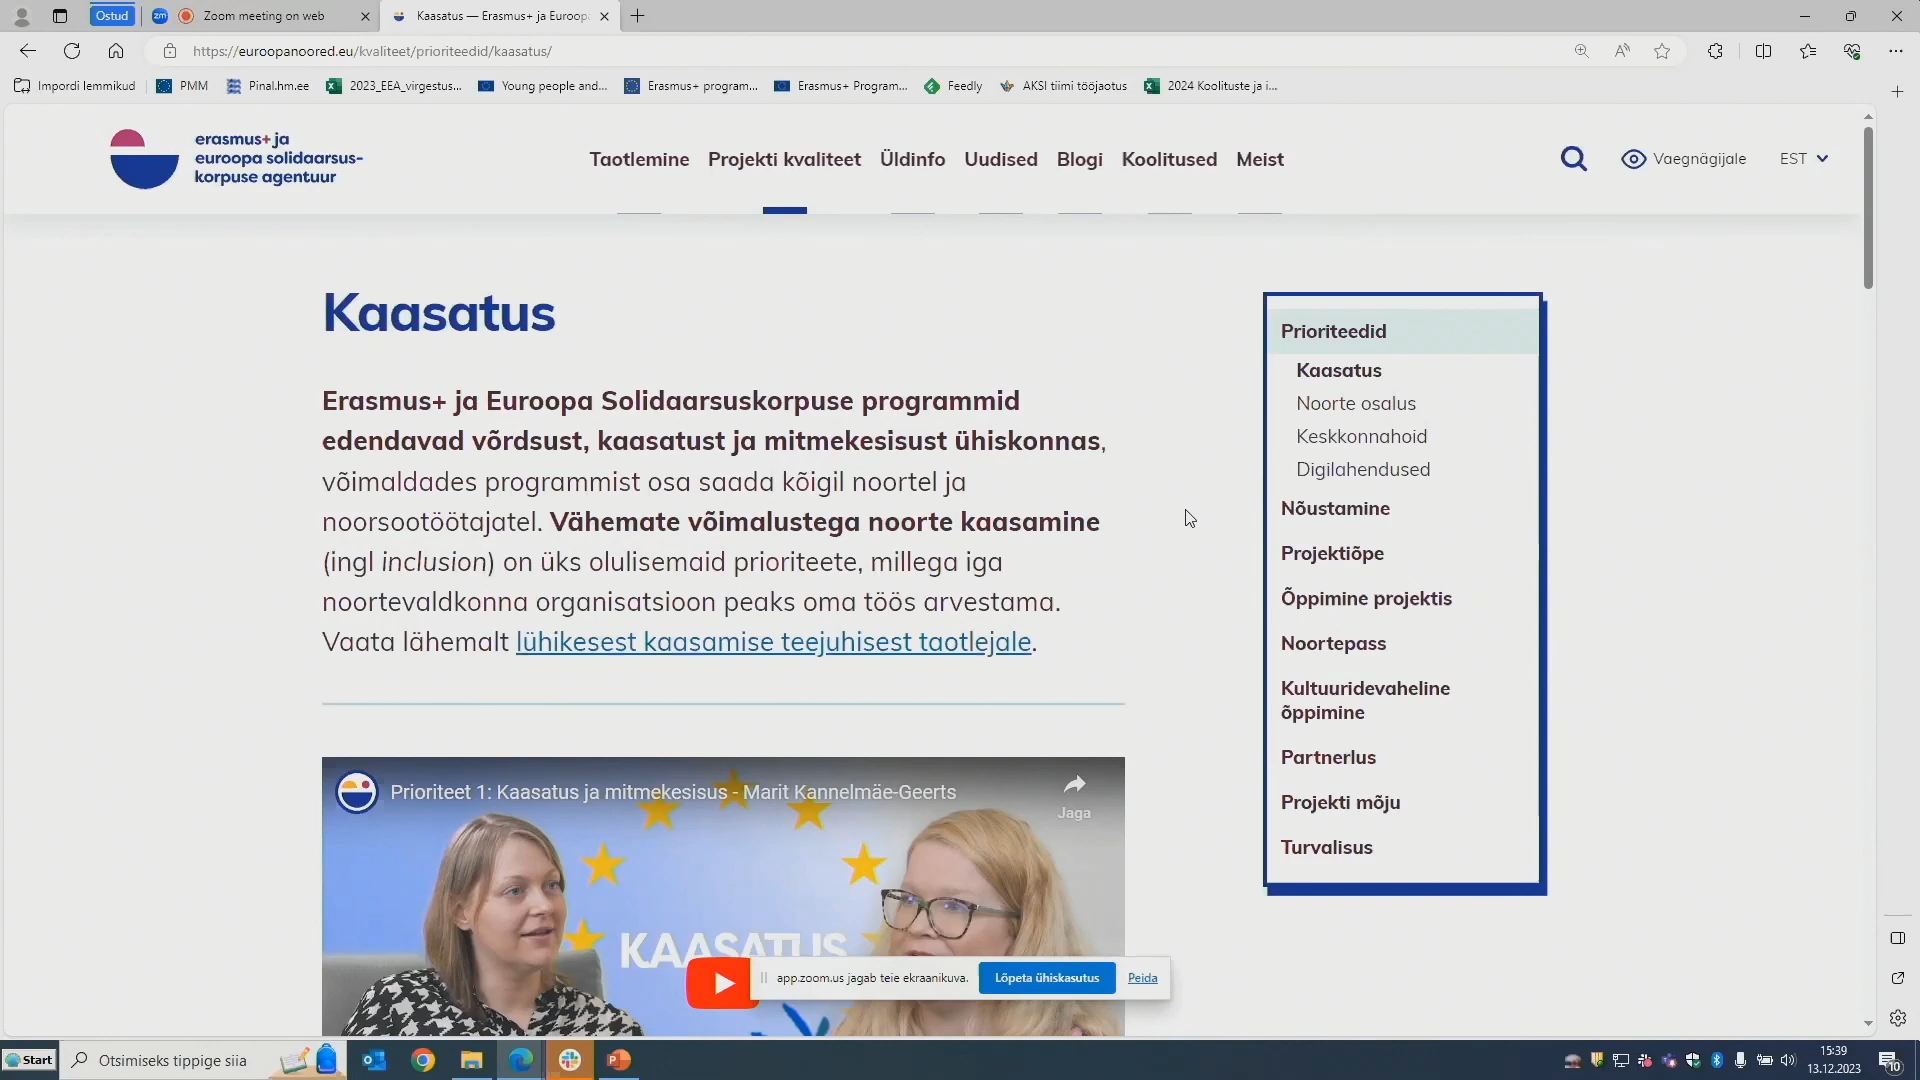 Ostud
zm
Zoom meeting on web
Kaasatus — Erasmus+ ja Euroop
https://euroopanoored.eu/kvaliteet/prioriteedid/kaasatus/
Impordi lemmikud
PMM
Pinal.hm.ee
2023_EEA_virgestus...
Young people and...
Erasmus+ program...
Erasmus+ Program...
Feedly
AKSI tiimi tööjaotus
2024 Koolituste ja i...
erasmus+ ja
euroopa solidaarsus-
korpuse agentuur
Taotlemine Projekti kvaliteet Üldinfo Uudised Blogi Koolitused Meist
Vaegnägijale
EST
Kaasatus
Erasmus+ ja Euroopa Solidaarsuskorpuse programmid
edendavad võrdsust, kaasatust ja mitmekesisust ühiskonnas,
võimaldades programmist osa saada kõigil noortel ja
noorsootöötajatel. Vähemate võimalustega noorte kaasamine
(ingl inclusion) on üks olulisemaid prioriteete, millega iga
noortevaldkonna organisatsioon peaks oma töös arvestama.
Vaata lähemalt lühikesest kaasamise teejuhisest taotlejale.
Prioriteedid
Kaasatus
Noorte osalus
Keskkonnahoid
Digilahendused
Nõustamine
Projektiõpe
Õppimine projektis
Noortepass
Kultuuridevaheline
õppimine
Partnerlus
Projekti mõju
Turvalisus
Prioriteet 1: Kaasatus ja mitmekesisus - Marit Kannelmäe-Geerts
Jaga
KAASATUS
app.zoom.us jagab teie ekraanikuva.
Lõpeta ühiskasutus
Peida
Start
Otsimiseks tippige siia
15:39
13.12.2023
10